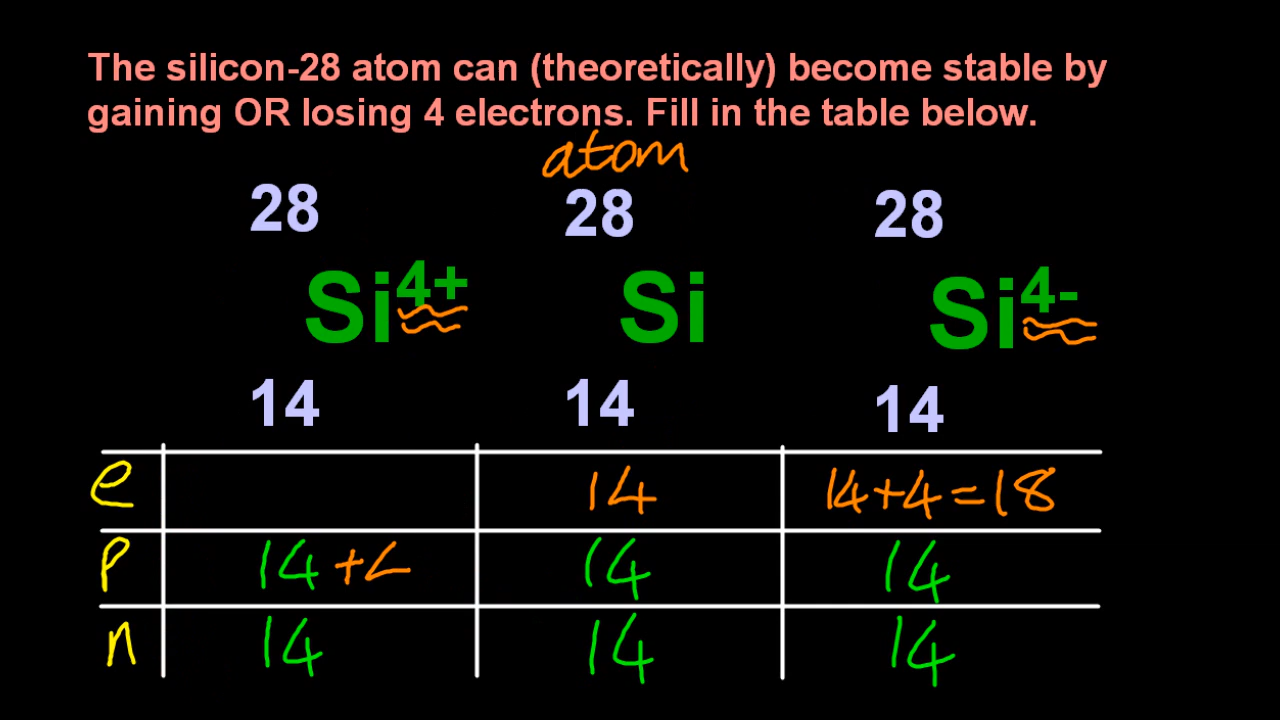 The silicon-28 atom can (theoretically) become stable by
gaining OR losing 4 electrons. Fill in the table below.
atom
28 28 28
Si4+ Si Si4-
14 14 14
e 14 14+4=18
p 14 14 14
n 14 14 14